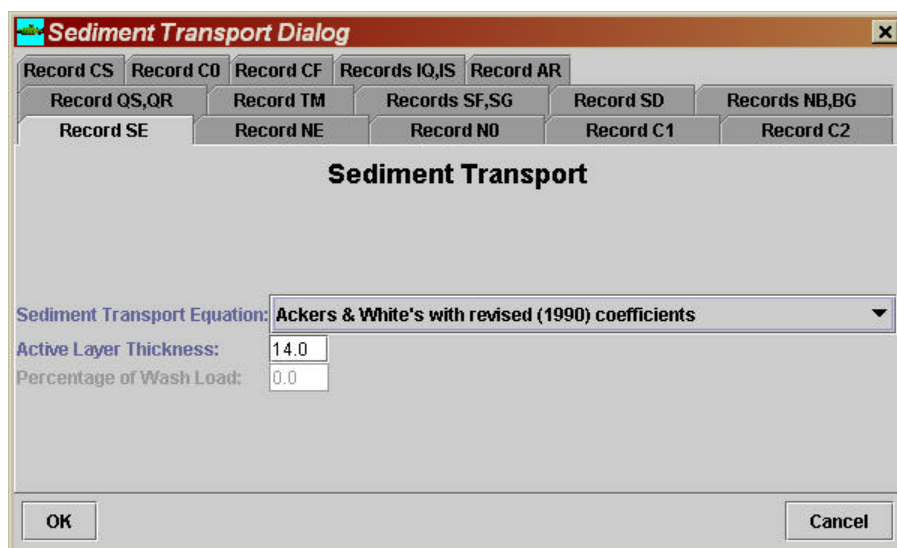 Sediment Transport Dialog
Record CS Record C0 Record CF Records IQ,IS Record AR
Record QS,QR Record TM Records SF,SG Record SD Records NB,BG
Record SE Record NE Record N0 Record C1 Record C2
Sediment Transport
Sediment Transport Equation: Ackers & White's with revised (1990) coefficients
Active Layer Thickness: 14.0
Percentage of Wash Load: 0.0
OK Cancel